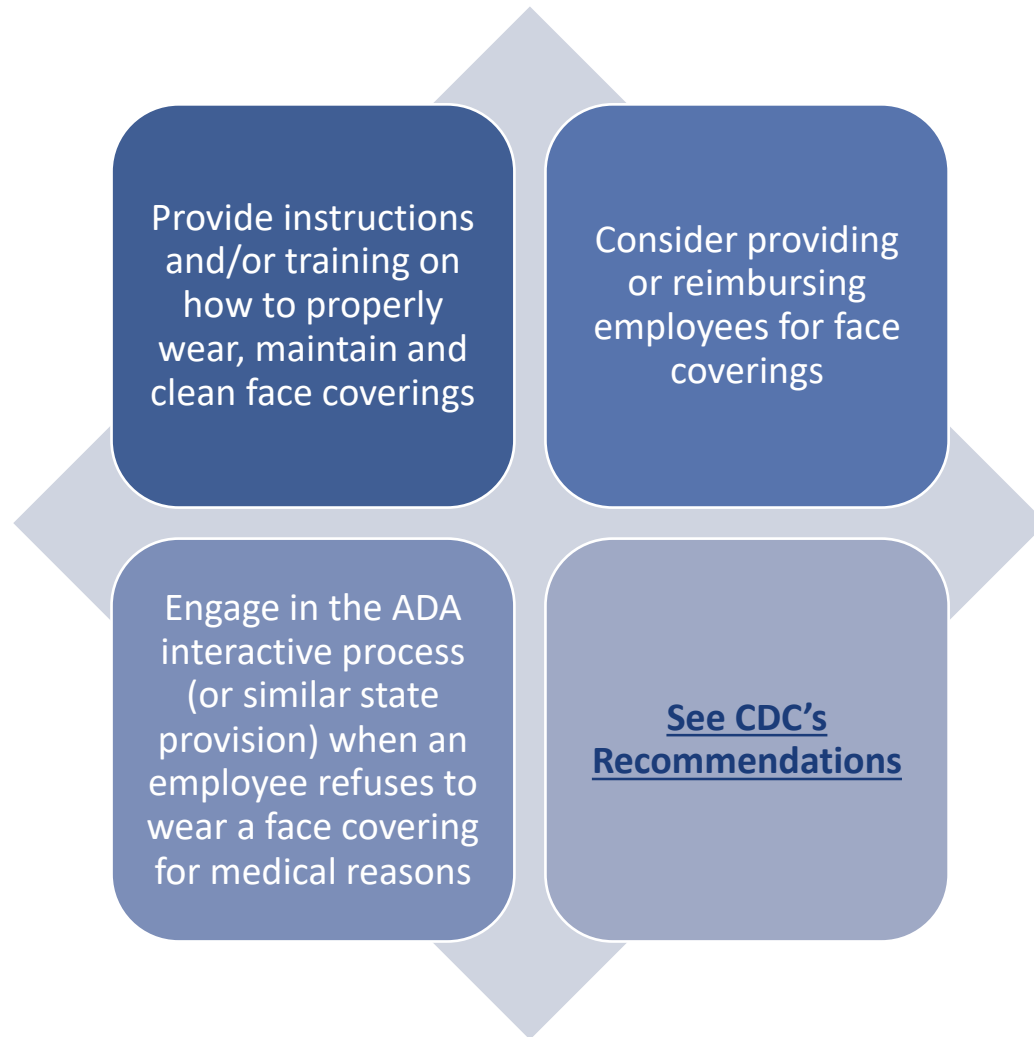 Provide instructions
and/or training on
how to properly
wear, maintain and
clean face coverings
Consider providing
or reimbursing
employees for face
coverings
Engage in the ADA
interactive process
(or similar state
provision) when an
employee refuses to
wear a face covering
for medical reasons
See CDC’s
Recommendations